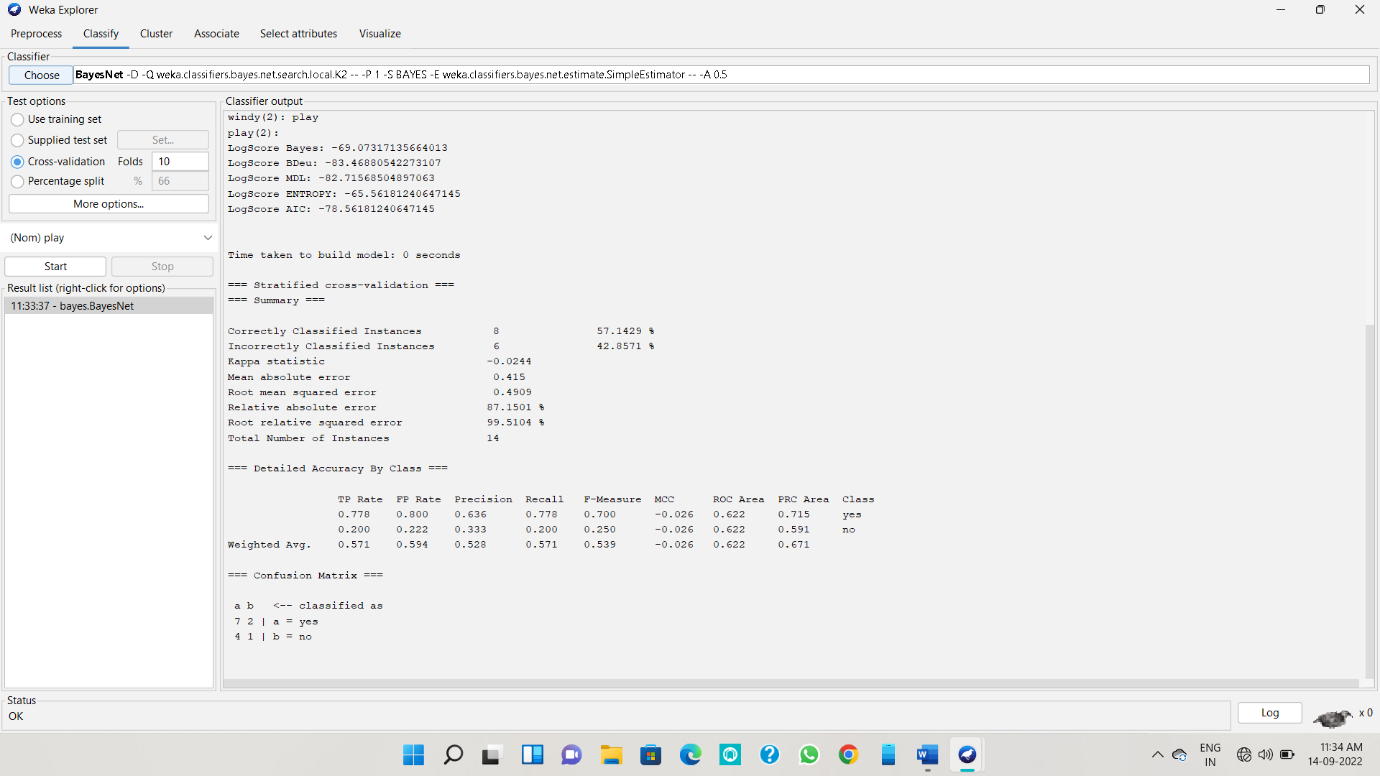 Weka Explorer
Preprocess Classify Cluster Associate Select attributes Visualize
Classifier
Choose BayesNet -D -Q weka.classifiers.bayes.net.search.local.K2 -- -P 1 -S BAYES -E weka.classifiers.bayes.net.estimate.SimpleEstimator -- -A 0.5
Test options
Use training set
Supplied test set Set...
Cross-validation Folds 10
Percentage split % 66
More options...
(Nom) play
Start Stop
Result list (right-click for options)
11:33:37 - bayes.BayesNet
Classifier output
windy(2): play
play(2):
LogScore Bayes: -69.07317135664013
LogScore BDeu: -83.46880542273107
LogScore MDL: -82.71568504897063
LogScore ENTROPY: -65.56181240647145
LogScore AIC: -78.56181240647145
Time taken to build model: 0 seconds
=== Stratified cross-validation ===
=== Summary ===
Correctly Classified Instances 8 57.1429 %
Incorrectly Classified Instances 6 42.8571 %
Kappa statistic -0.0244
Mean absolute error 0.415
Root mean squared error 0.4909
Relative absolute error 87.1501 %
Root relative squared error 99.5104 %
Total Number of Instances 14
=== Detailed Accuracy By Class ===
TP Rate FP Rate Precision Recall F-Measure MCC ROC Area PRC Area Class
0.778 0.800 0.636 0.778 0.700 -0.026 0.622 0.715 yes
0.200 0.222 0.333 0.200 0.250 -0.026 0.622 0.591 no
Weighted Avg. 0.571 0.594 0.528 0.571 0.539 -0.026 0.622 0.671
=== Confusion Matrix ===
a b <-- classified as
7 2 | a = yes
4 1 | b = no
Status
OK
Log x 0
ENG
IN
11:34 AM
14-09-2022